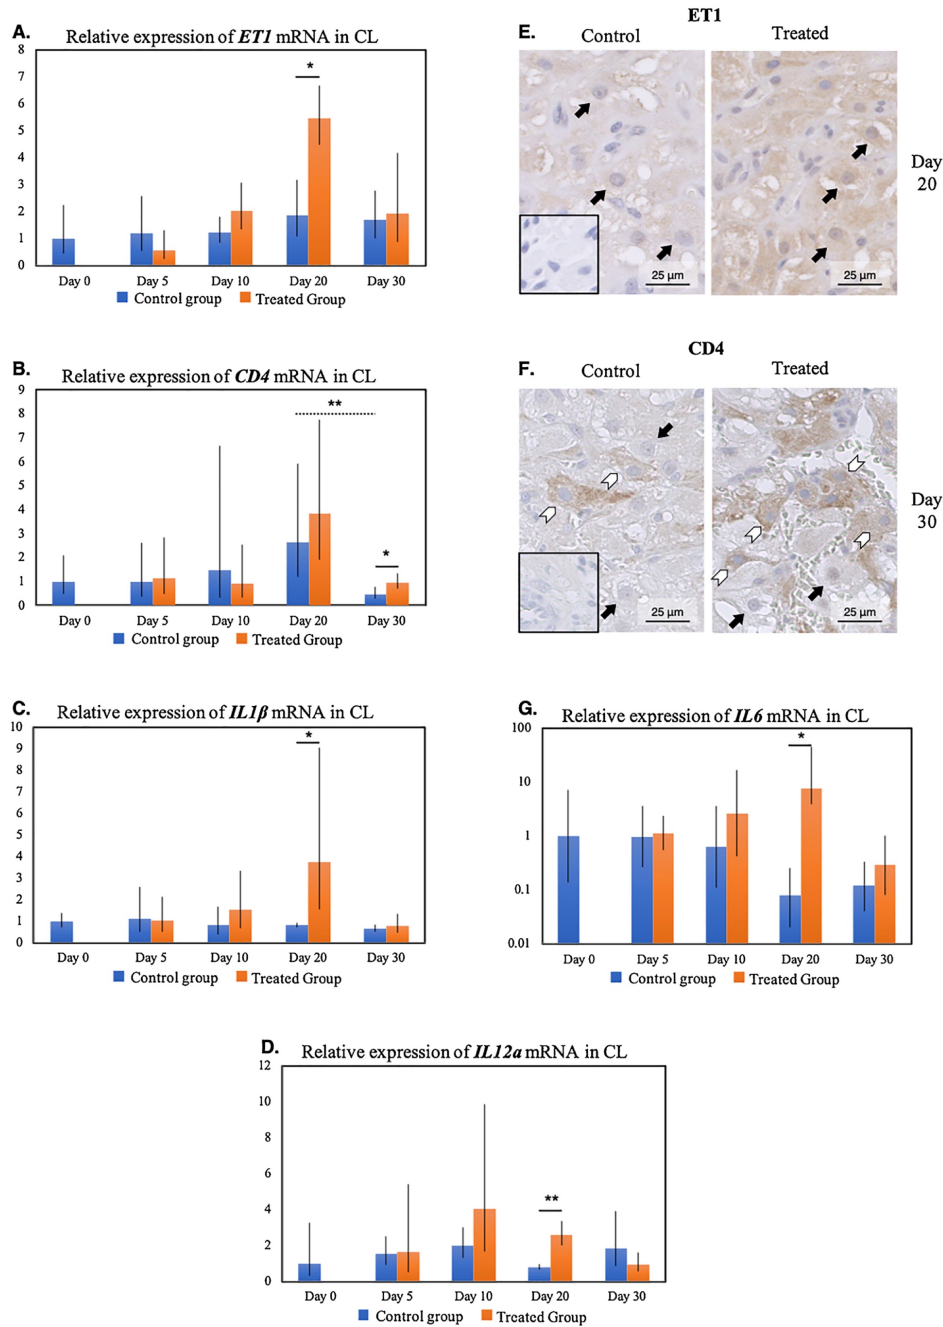 A.
Relative expression of ET1 mRNA in CL
8
7
6
5
4
3
2
1
0
*
Day 0 Day 5 Day 10 Day 20 Day 30
Control group Treated Group
ET1
E.
Control Treated
Day
20
25 µm 25 µm
B.
Relative expression of CD4 mRNA in CL
9
8
7
6
5
4
3
2
1
0
**
*
Day 0 Day 5 Day 10 Day 20 Day 30
Control group Treated Group
CD4
F.
Control Treated
Day
30
25 µm 25 µm
C.
Relative expression of IL1β mRNA in CL
10
9
8
7
6
5
4
3
2
1
0
*
Day 0 Day 5 Day 10 Day 20 Day 30
Control group Treated Group
G.
Relative expression of IL6 mRNA in CL
100
10
1
0.1
0.01
*
Day 0 Day 5 Day 10 Day 20 Day 30
Control group Treated Group
D.
Relative expression of IL12a mRNA in CL
12
10
8
6
4
2
0
**
Day 0 Day 5 Day 10 Day 20 Day 30
Control group Treated Group